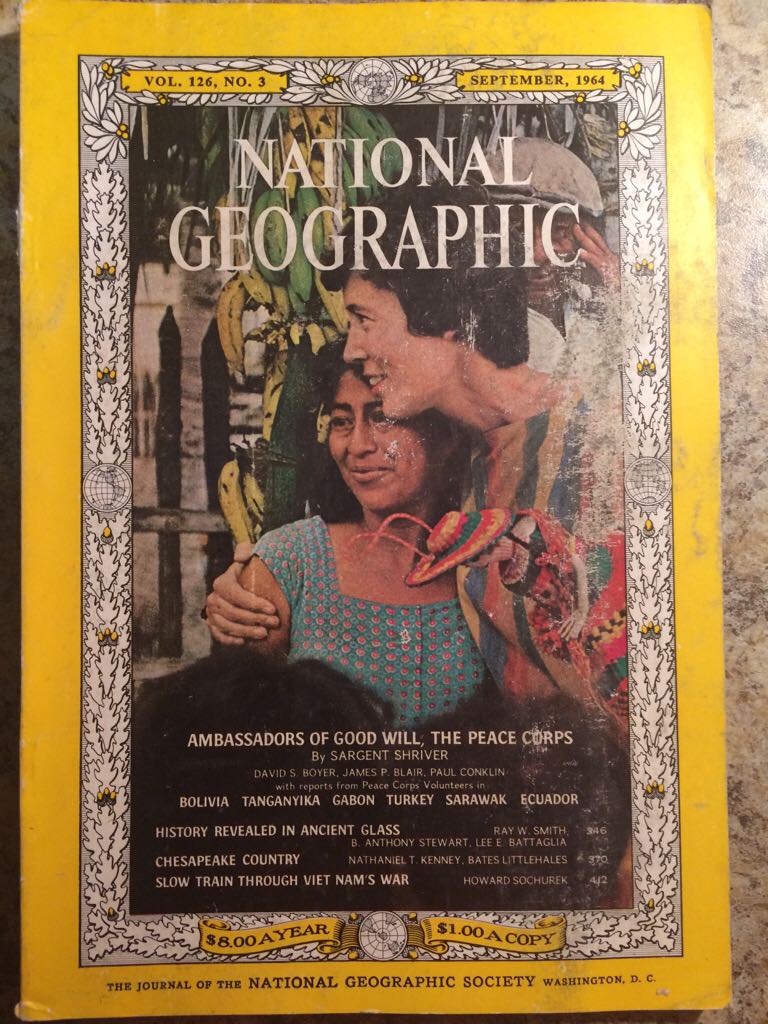 VOL. 126, NO. 3
SEPTEMBER, 1964
NATIONAL
GEOGRAPHIC
AMBASSADORS OF GOOD WILL, THE PEACE CORPS
By SARGENT SHRIVER
DAVID S. BOYER, JAMES P. BLAIR, PAUL CONKLIN
with reports from Peace Corps Volunteers in
BOLIVIA TANGANYIKA GABON TURKEY SARAWAK ECUADOR
HISTORY REVEALED IN ANCIENT GLASS RAY W. SMITH, 346
B. ANTHONY STEWART, LEE E. BATTAGLIA
CHESAPEAKE COUNTRY NATHANIEL T. KENNEY, BATES LITTLEHALES 370
SLOW TRAIN THROUGH VIET NAM'S WAR HOWARD SOCHUREK 412
$8.00 A YEAR
$1.00 A COPY
THE JOURNAL OF THE NATIONAL GEOGRAPHIC SOCIETY WASHINGTON, D. C.